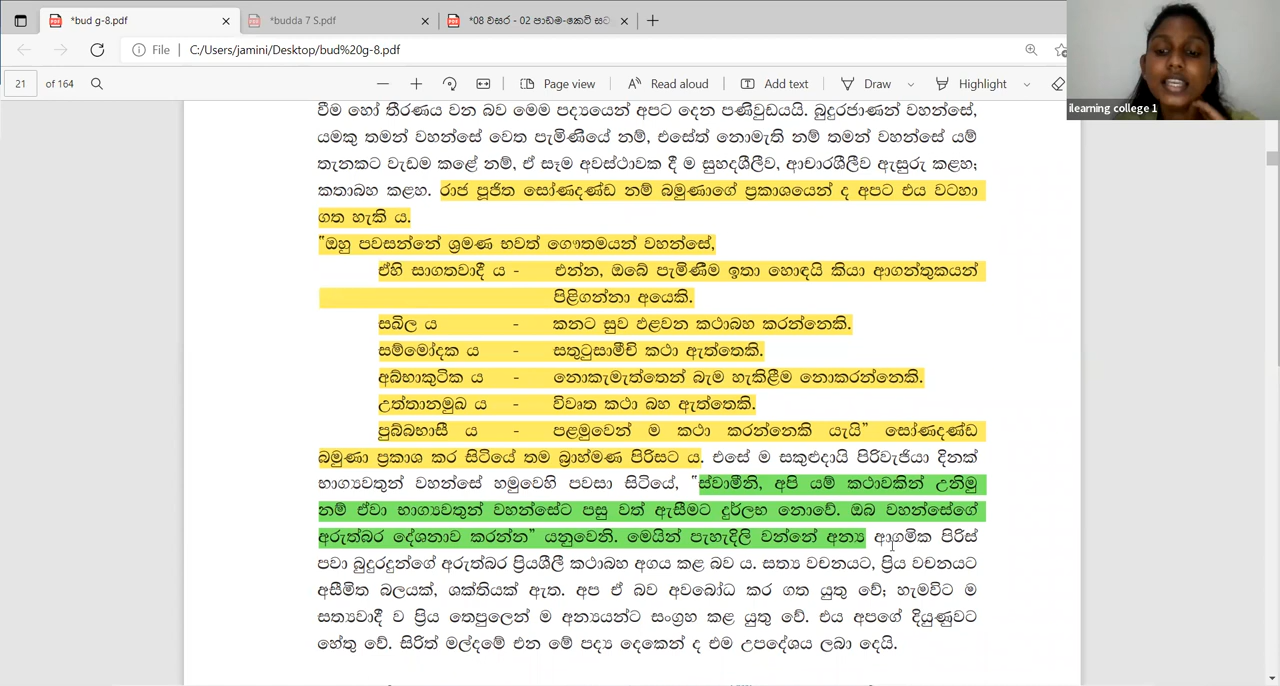 *bud g-8.pdf
*budda 7 S.pdf
*08 වසර - 02 පාඩම-කෙටි සට
File
C:/Users/jamini/Desktop/bud%20g-8.pdf
21 of 164
Page view
Read aloud
Add text
Draw
Highlight
ilearning college 1
වීම හෝ තීරණය වන බව මෙම පද්‍යයෙන් අපට දෙන පණිවුඩයයි. බුදුරජාණන් වහන්සේ,
යමකු තමන් වහන්සේ වෙත පැමිණියේ නම්, එසේත් නොමැති නම් තමන් වහන්සේ යම්
තැනකට වැඩම කළේ නම්, ඒ සෑම අවස්ථාවක දී ම සුහදශීලීව, ආචාරශීලීව ඇසුරු කළහ;
කතාබහ කළහ. රාජ පූජිත සෝණදණ්ඩ නම් බමුණාගේ ප්‍රකාශයෙන් ද අපට එය වටහා
ගත හැකි ය.
"ඔහු පවසන්නේ ශ්‍රමණ භවත් ගෞතමයන් වහන්සේ,
ඒහි සාගතවාදී ය - එන්න, ඔබේ පැමිණීම ඉතා හොඳයි කියා ආගන්තුකයන්
පිළිගන්නා අයෙකි.
සඛිල ය - කනට සුව එළවන කථාබහ කරන්නෙකි.
සම්මෝදක ය - සතුටුසාමීචි කථා ඇත්තෙකි.
අබ්භාකුටික ය - නොකැමැත්තෙන් බැම හැකිළීම නොකරන්නෙකි.
උත්තානමුඛ ය - විවෘත කථා බහ ඇත්තෙකි.
පුබ්බභාසී ය - පළමුවෙන් ම කථා කරන්නෙකි යැයි" සෝණදණ්ඩ
බමුණා ප්‍රකාශ කර සිටියේ තම බ්‍රාහ්මණ පිරිසට ය. එසේ ම සකුළුදායි පිරිවැජියා දිනක්
භාග්‍යවතුන් වහන්සේ හමුවෙහි පවසා සිටියේ, "ස්වාමීනි, අපි යම් කථාවකින් උනිමු
නම් ඒවා භාග්‍යවතුන් වහන්සේට පසු වත් ඇසීමට දුර්ලභ නොවේ. ඔබ වහන්සේගේ
අරුත්බර දේශනාව කරන්න" යනුවෙනි. මෙයින් පැහැදිලි වන්නේ අන්‍ය ආගමික පිරිස්
පවා බුදුරදුන්ගේ අරුත්බර ප්‍රියශීලී කථාබහ අගය කළ බව ය. සත්‍ය වචනයට, ප්‍රිය වචනයට
අසීමිත බලයක්, ශක්තියක් ඇත. අප ඒ බව අවබෝධ කර ගත යුතු වේ; හැමවිට ම
සත්‍යවාදී ව ප්‍රිය තෙපුලෙන් ම අන්‍යයන්ට සංග්‍රහ කළ යුතු වේ. එය අපගේ දියුණුවට
හේතු වේ. සිරිත් මල්දමේ එන මේ පද්‍ය දෙකෙන් ද එම උපදේශය ලබා දෙයි.